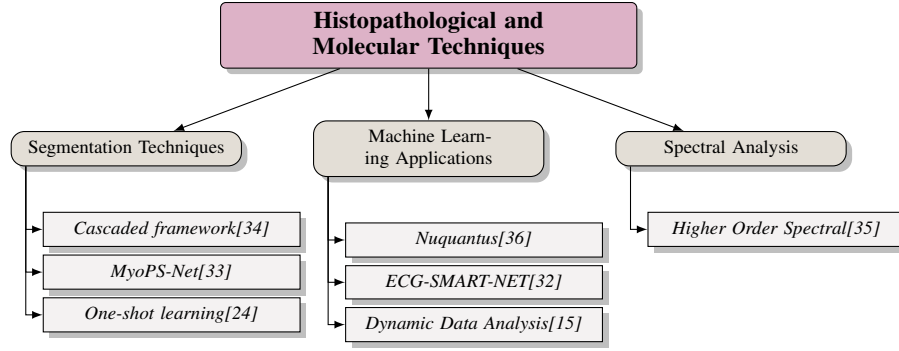 Histopathological and
Molecular Techniques
Segmentation Techniques
Cascaded framework[34]
MyoPS-Net[33]
One-shot learning[24]
Machine Learn-
ing Applications
Nuquantus[36]
ECG-SMART-NET[32]
Dynamic Data Analysis[15]
Spectral Analysis
Higher Order Spectral[35]